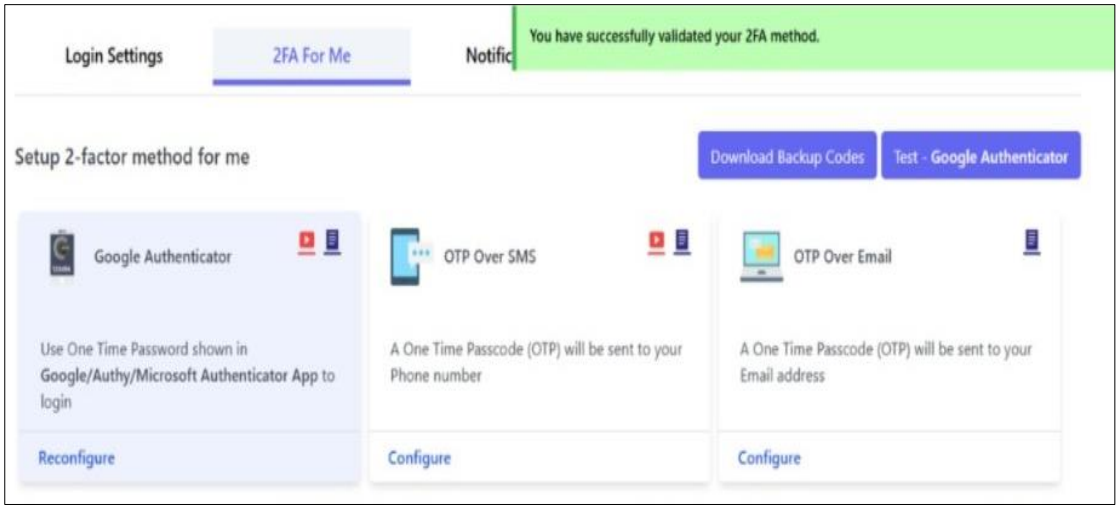 You have successfully validated your 2FA method.
Login Settings
2FA For Me
Notific
Setup 2-factor method for me
Download Backup Codes
Test - Google Authenticator
Google Authenticator
OTP Over SMS
OTP Over Email
Use One Time Password shown in
Google/Authy/Microsoft Authenticator App to
login
A One Time Passcode (OTP) will be sent to your
Phone number
A One Time Passcode (OTP) will be sent to your
Email address
Reconfigure
Configure
Configure